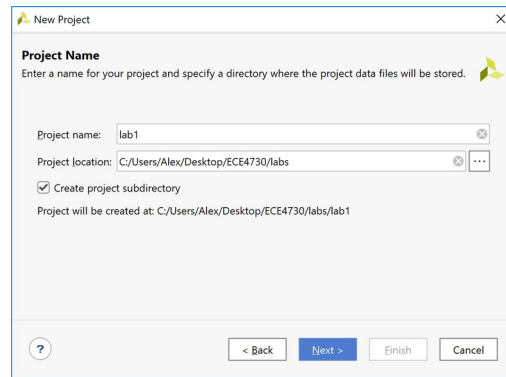 New Project
Project Name
Enter a name for your project and specify a directory where the project data files will be stored.
Project name: lab1
Project location: C:/Users/Alex/Desktop/ECE4730/labs ...
Create project subdirectory
Project will be created at: C:/Users/Alex/Desktop/ECE4730/labs/lab1
? < Back Next > Finish Cancel